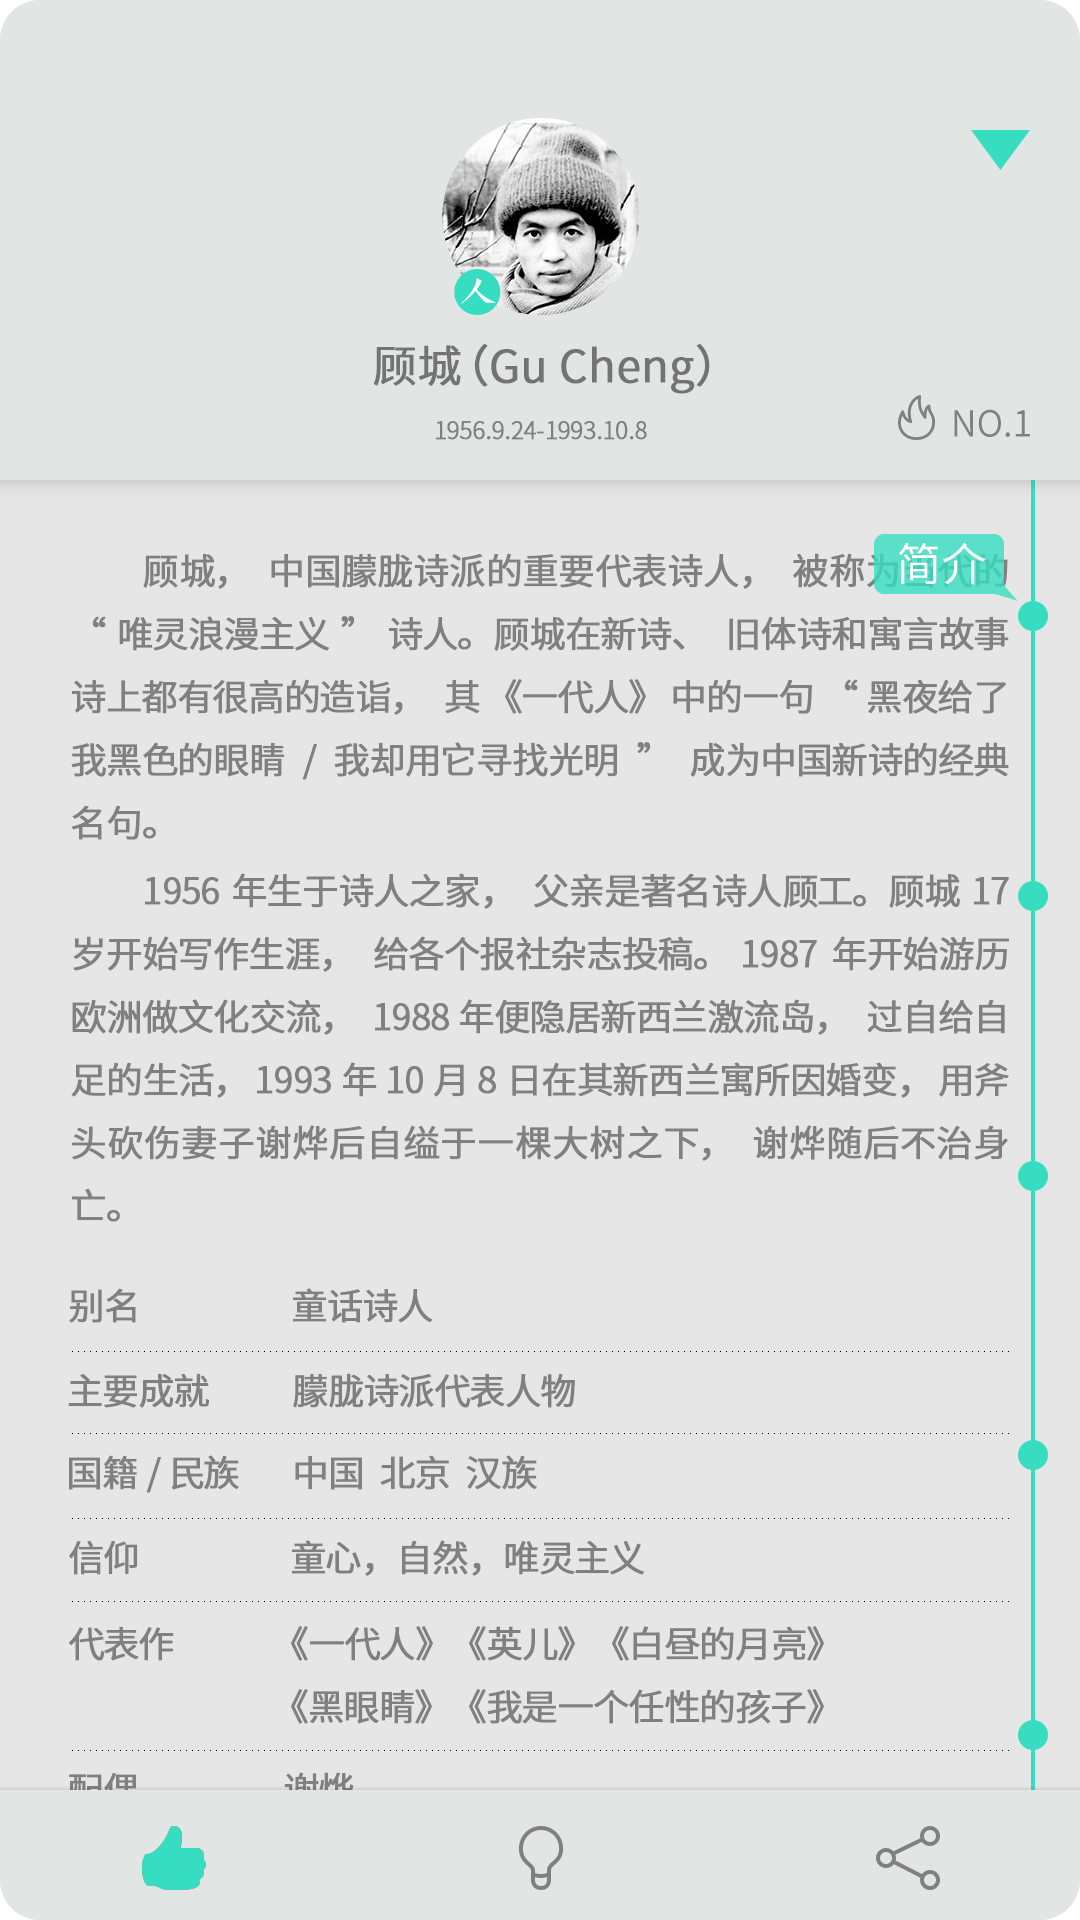 人
顾城（Gu Cheng）
1956.9.24-1993.10.8
NO.1
简介
顾城， 中国朦胧诗派的重要代表诗人， 被称为当代的
“ 唯灵浪漫主义 ” 诗人。顾城在新诗、 旧体诗和寓言故事
诗上都有很高的造诣， 其 《一代人》 中的一句 “ 黑夜给了
我黑色的眼睛 / 我却用它寻找光明 ” 成为中国新诗的经典
名句。
1956 年生于诗人之家， 父亲是著名诗人顾工。顾城 17
岁开始写作生涯， 给各个报社杂志投稿。 1987 年开始游历
欧洲做文化交流， 1988 年便隐居新西兰激流岛， 过自给自
足的生活，1993 年 10 月 8 日在其新西兰寓所因婚变，用斧
头砍伤妻子谢烨后自缢于一棵大树之下， 谢烨随后不治身
亡。
别名 童话诗人
主要成就 朦胧诗派代表人物
国籍 / 民族 中国 北京 汉族
信仰 童心，自然，唯灵主义
代表作 《一代人》《英儿》《白昼的月亮》
《黑眼睛》《我是一个任性的孩子》
配偶 谢烨